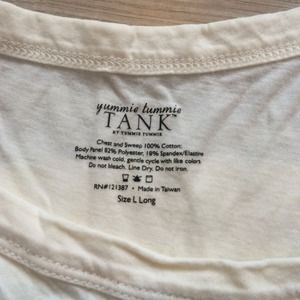 yummie tummie
TANK™
BY YUMMIE TUMMIE
Chest and Sweep 100% Cotton:
Body Panel 82% Polyester, 18% Spandex/Elastine
Machine wash cold, gentle cycle with like colors
Do not bleach. Line Dry. Do not iron.
RN#121387 • Made in Taiwan
Size L Long